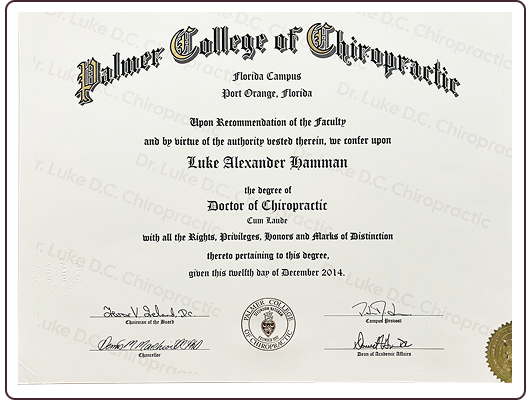 Palmer College of Chiropractic
Florida Campus
Port Orange, Florida
Upon Recommendation of the Faculty
and by virtue of the authority vested therein, we confer upon
Luke Alexander Hamman
the degree of
Doctor of Chiropractic
Cum Laude
with all the Rights, Privileges, Honors and Marks of Distinction
thereto pertaining to this degree,
given this twelfth day of December 2014.
Chairman of the Board
Campus Provost
Chancellor
Dean of Academic Affairs
PALMER COLLEGE
OF CHIROPRACTIC
Dr. Luke D.C. Chiropractic